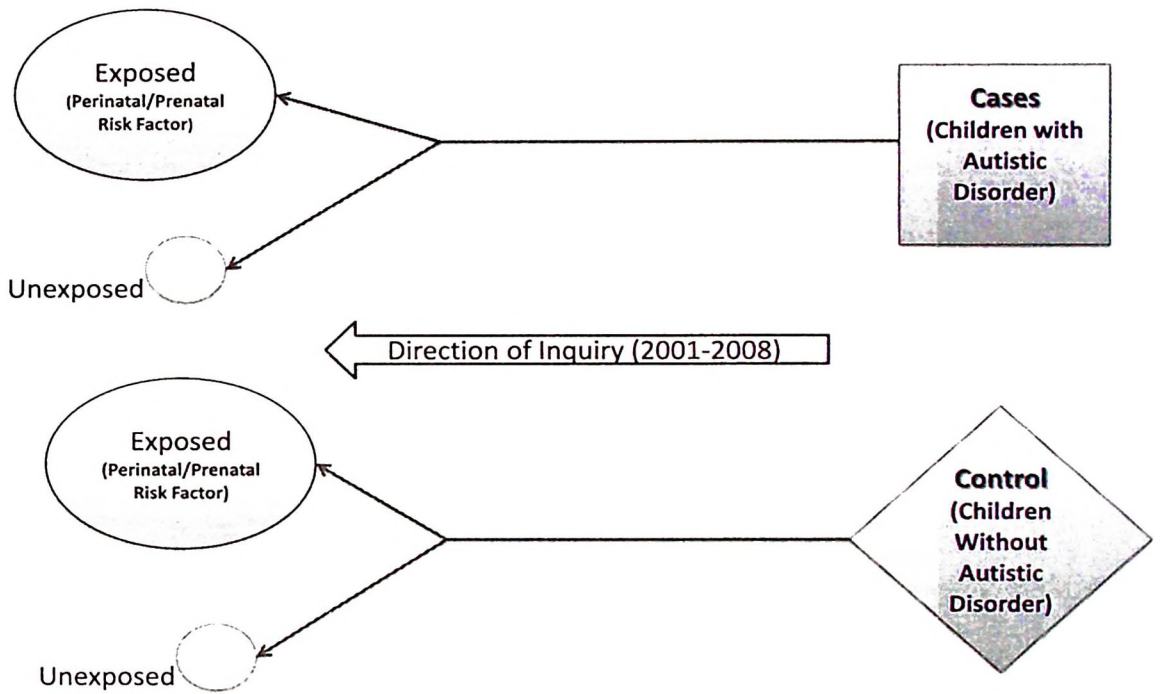 Exposed
(Perinatal/Prenatal
Risk Factor)
Cases
(Children with
Autistic
Disorder)
Unexposed
Direction of Inquiry (2001-2008)
Exposed
(Perinatal/Prenatal
Risk Factor)
Control
(Children
Without
Autistic
Disorder)
Unexposed